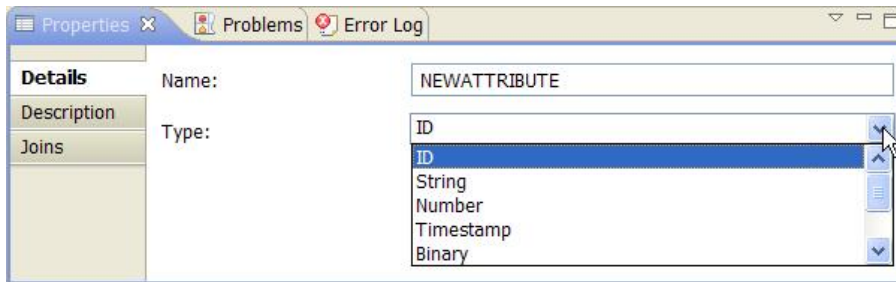 Properties Problems Error Log
Details
Description
Joins
Name: NEWATTRIBUTE
Type: ID
ID
String
Number
Timestamp
Binary